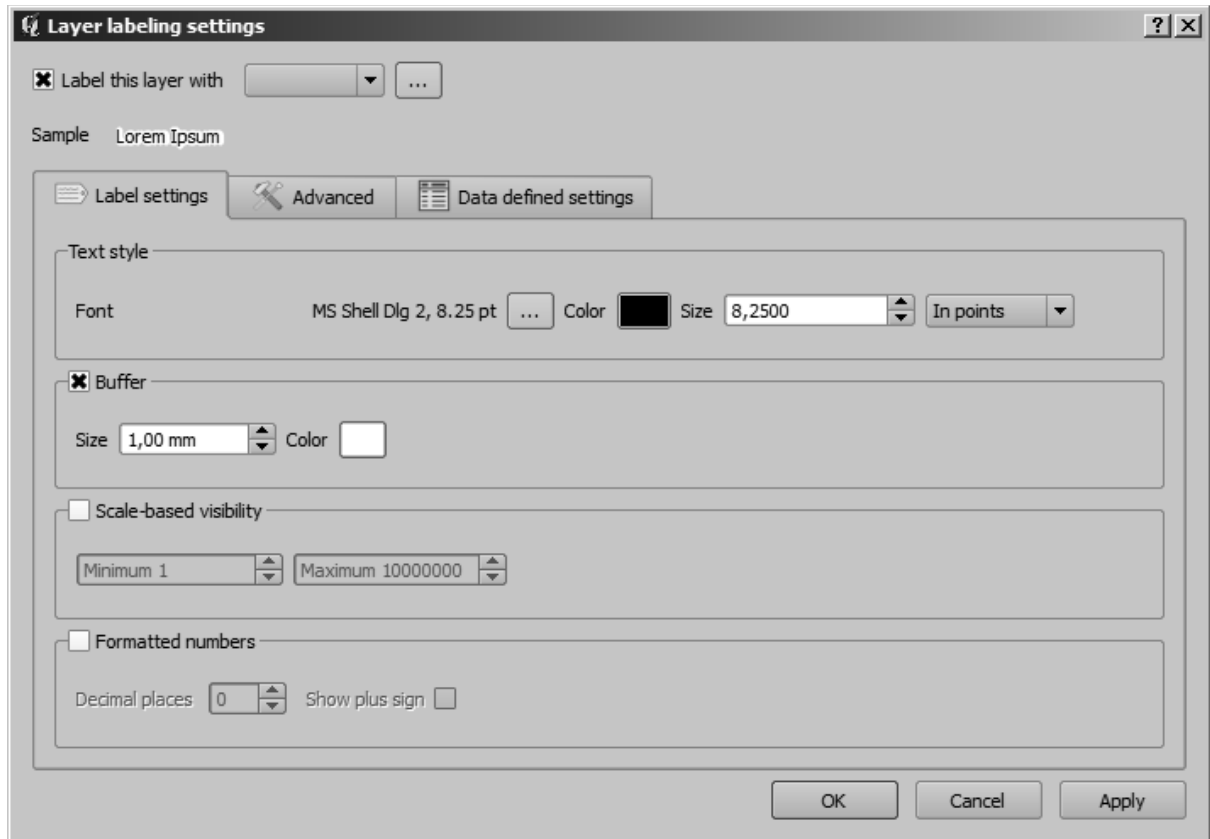 Layer labeling settings
Label this layer with ...
Sample Lorem Ipsum
Label settings Advanced Data defined settings
Text style
Font MS Shell Dlg 2, 8.25 pt ... Color Size 8,2500 In points
Buffer
Size 1,00 mm Color
Scale-based visibility
Minimum 1 Maximum 10000000
Formatted numbers
Decimal places 0 Show plus sign
OK Cancel Apply